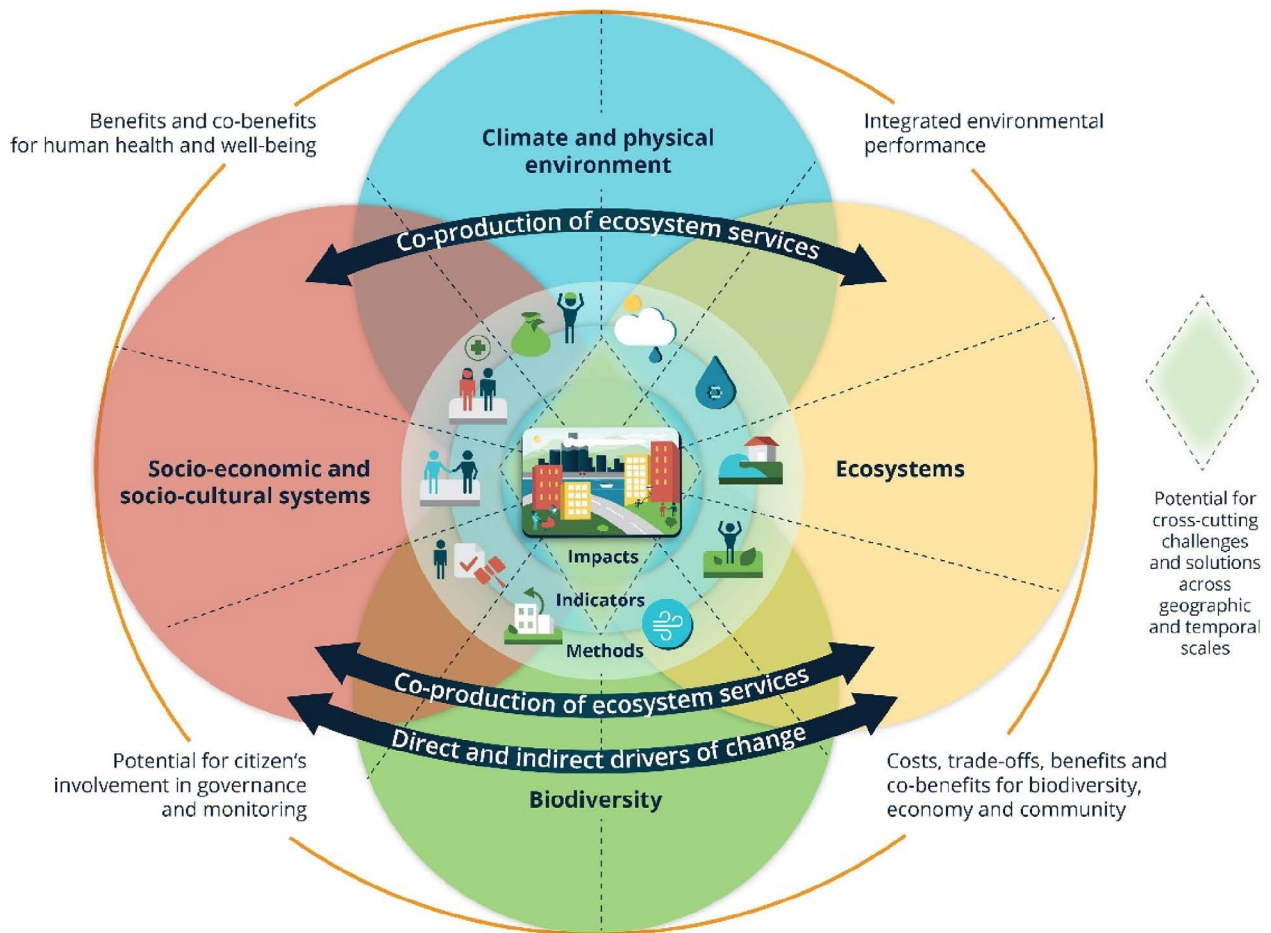 Benefits and co-benefits
for human health and well-being
Climate and physical
environment
Integrated environmental
performance
Co-production of ecosystem services
Socio-economic and
socio-cultural systems
Ecosystems
Impacts
Indicators
Methods
Potential for
cross-cutting
challenges
and solutions
across
geographic
and temporal
scales
Co-production of ecosystem services
Direct and indirect drivers of change
Biodiversity
Potential for citizen's
involvement in governance
and monitoring
Costs, trade-offs, benefits and
co-benefits for biodiversity,
economy and community